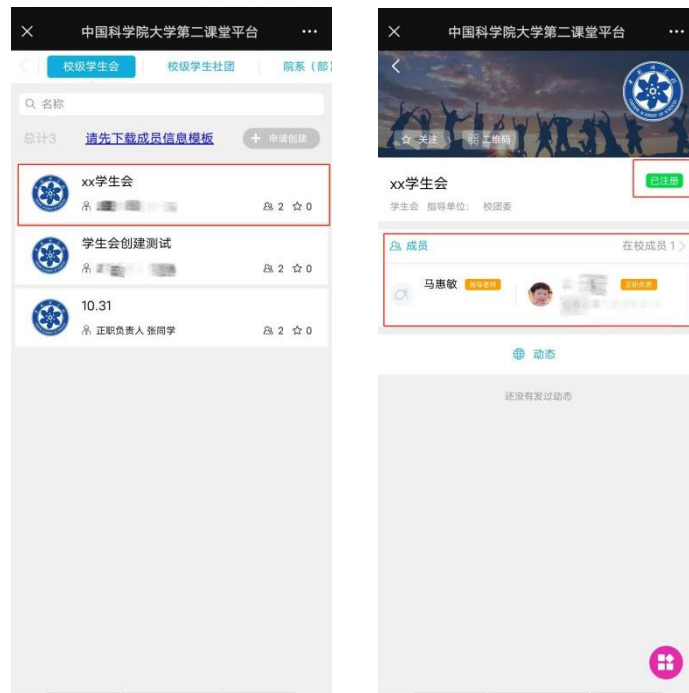 中国科学院大学第二课堂平台
校级学生会 校级学生社团 院系（部）
名称
总计3 请先下载成员信息模板 + 申请创建
xx学生会
2 0
学生会创建测试
2 0
10.31
正职负责人 张同学 2 0
中国科学院大学第二课堂平台
关注 二维码
xx学生会 已注册
学生会 指导单位： 校团委
成员 在校成员 1
马惠敏 指导老师 正职负责
动态
还没有发过动态